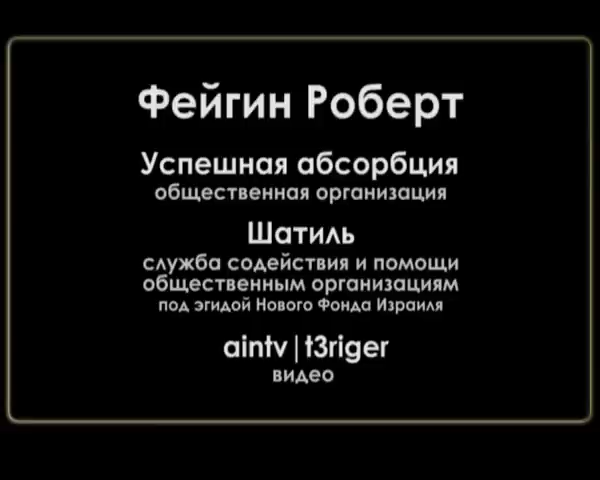 Фейгин Роберт
Успешная абсорбция
общественная организация
Шатиль
служба содействия и помощи
общественным организациям
под эгидой Нового Фонда Израиля
aintv|t3riger
видео